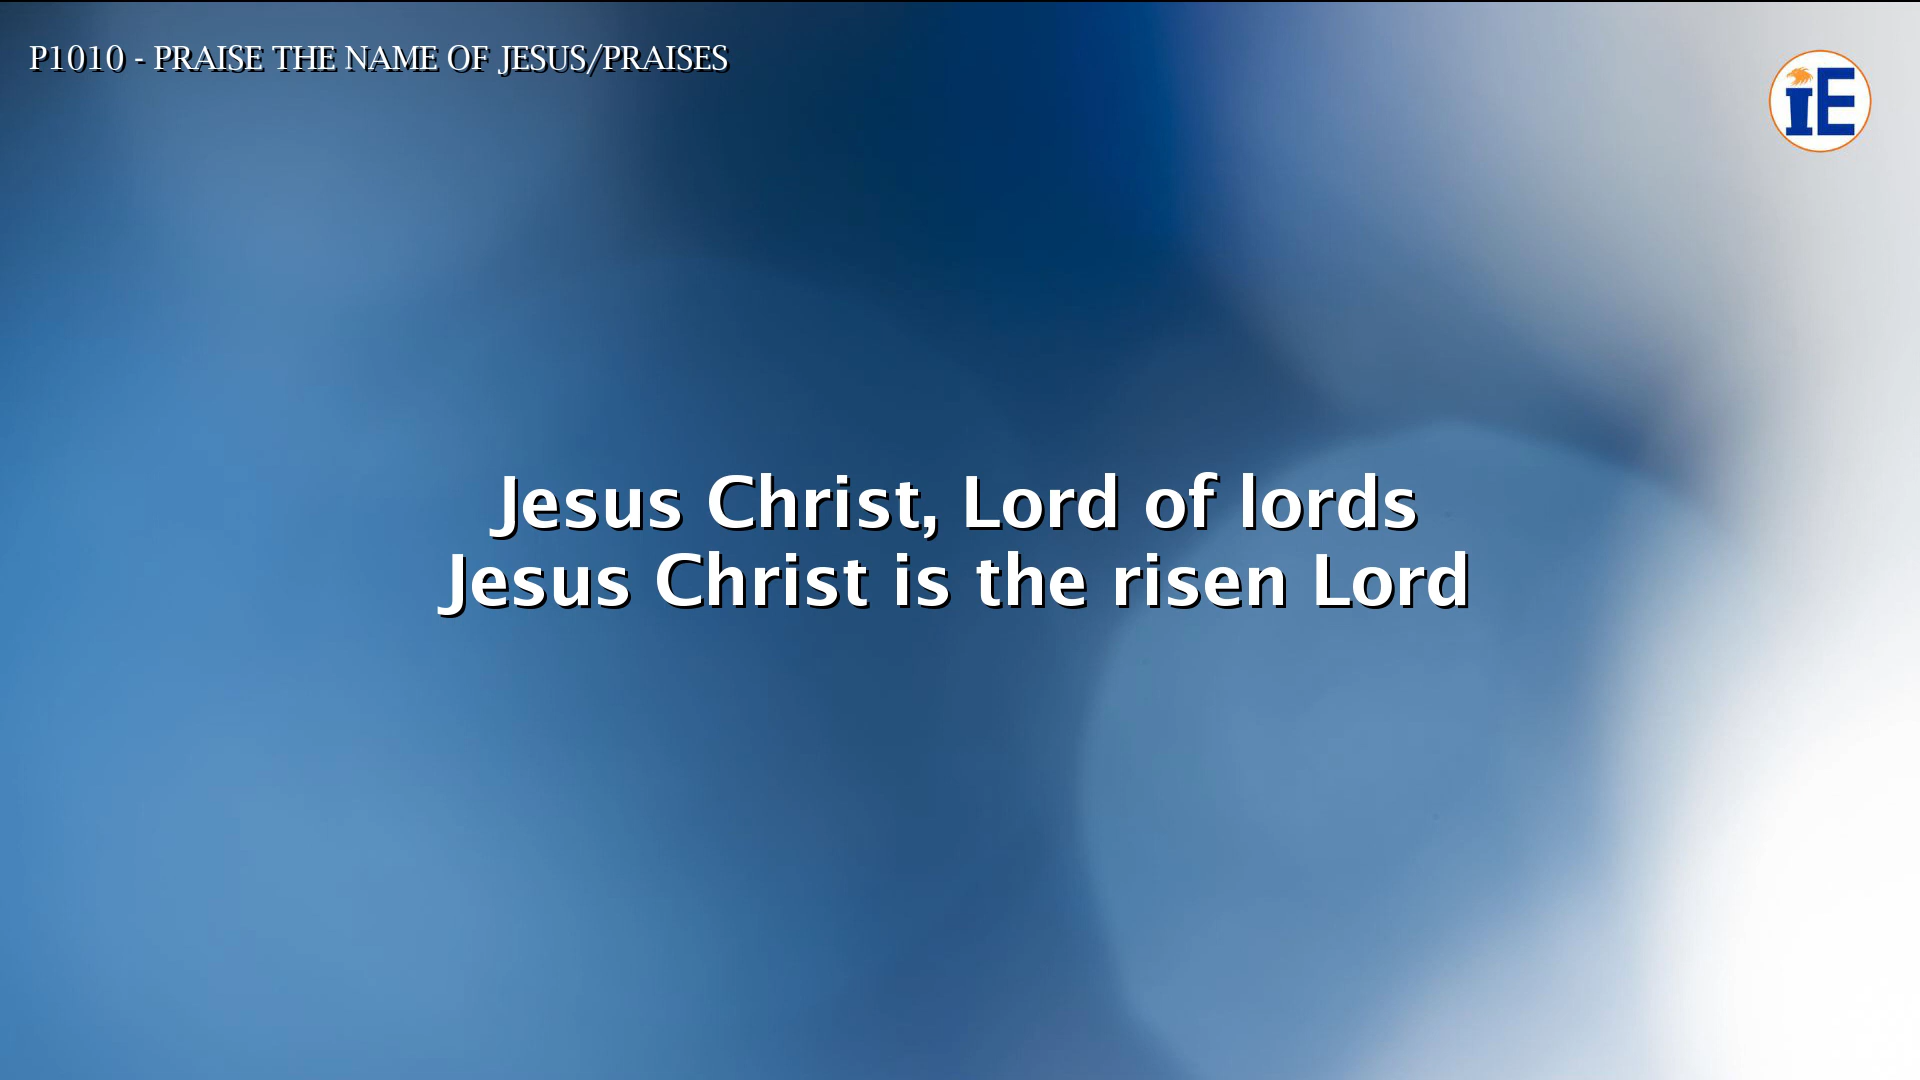 P1010 - PRAISE THE NAME OF JESUS/PRAISES
iE
Jesus Christ, Lord of lords
Jesus Christ is the risen Lord